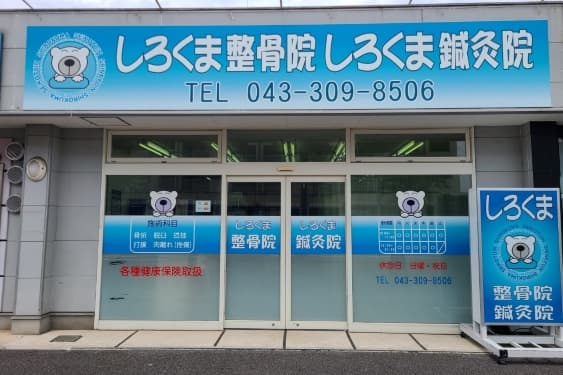 しろくま整骨院 しろくま鍼灸院
TEL 043-309-8506
施術科目
骨折 脱臼 捻挫
打撲 肉離れ(挫傷)
各種健康保険取扱
しろくま
整骨院
しろくま
鍼灸院
休診日 日曜・祝日
TEL 043-309-8506
しろくま
整骨院
鍼灸院